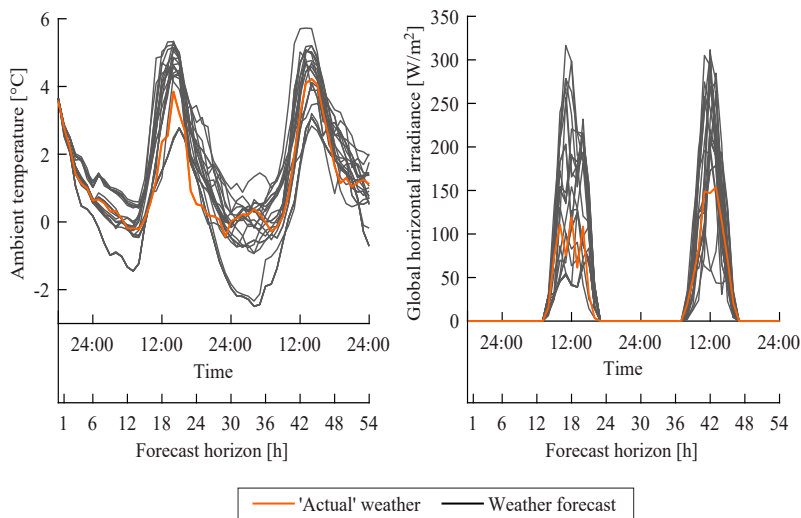 Ambient temperature [°C]
6
4
2
0
-2
24:00 12:00 24:00 12:00 24:00
Time
1 6 12 18 24 30 36 42 48 54
Forecast horizon [h]
Global horizontal irradiance [W/m²]
350
300
250
200
150
100
50
0
24:00 12:00 24:00 12:00 24:00
Time
1 6 12 18 24 30 36 42 48 54
Forecast horizon [h]
'Actual' weather Weather forecast